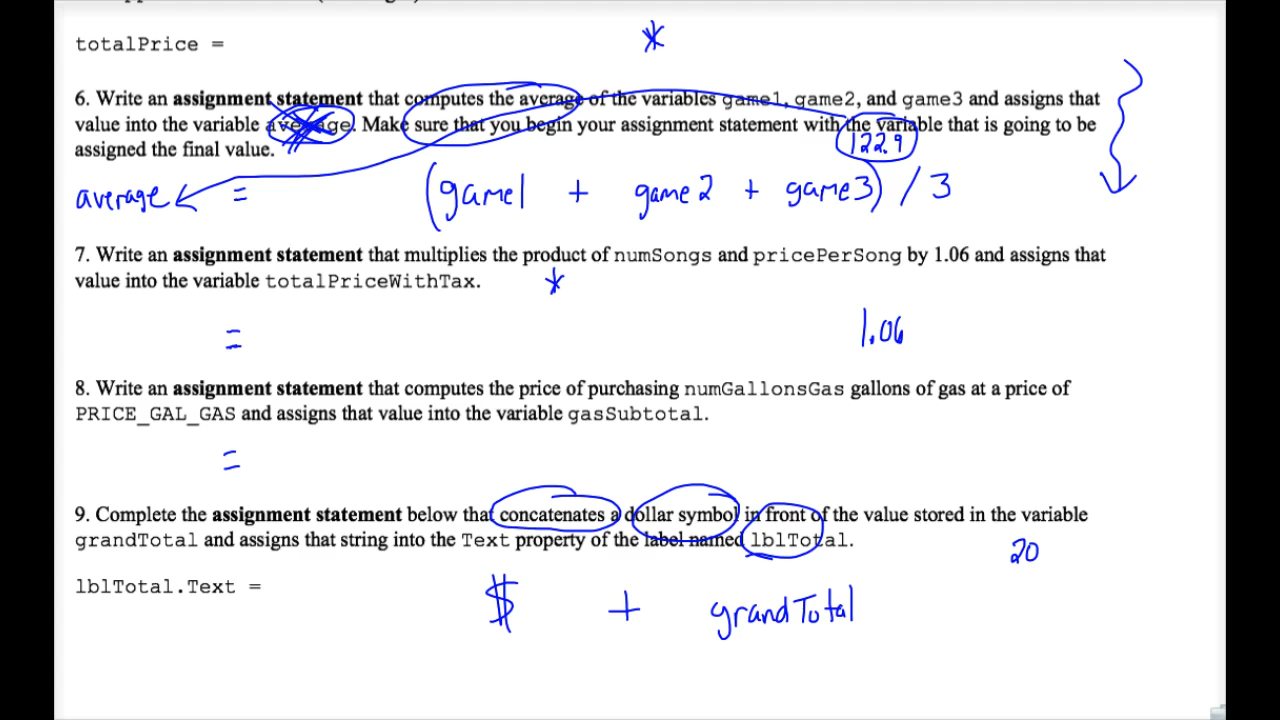 totalPrice =
*
6. Write an assignment statement that computes the average of the variables game1, game2, and game3 and assigns that
value into the variable average. Make sure that you begin your assignment statement with the variable that is going to be
assigned the final value.
122.9
average = (game1 + game2 + game3) / 3
7. Write an assignment statement that multiplies the product of numSongs and pricePerSong by 1.06 and assigns that
value into the variable totalPriceWithTax.
*
= 1.06
8. Write an assignment statement that computes the price of purchasing numGallonsGas gallons of gas at a price of
PRICE_GAL_GAS and assigns that value into the variable gasSubtotal.
=
9. Complete the assignment statement below that concatenates a dollar symbol in front of the value stored in the variable
grandTotal and assigns that string into the Text property of the label named lblTotal.
20
lblTotal.Text = $ + grandTotal